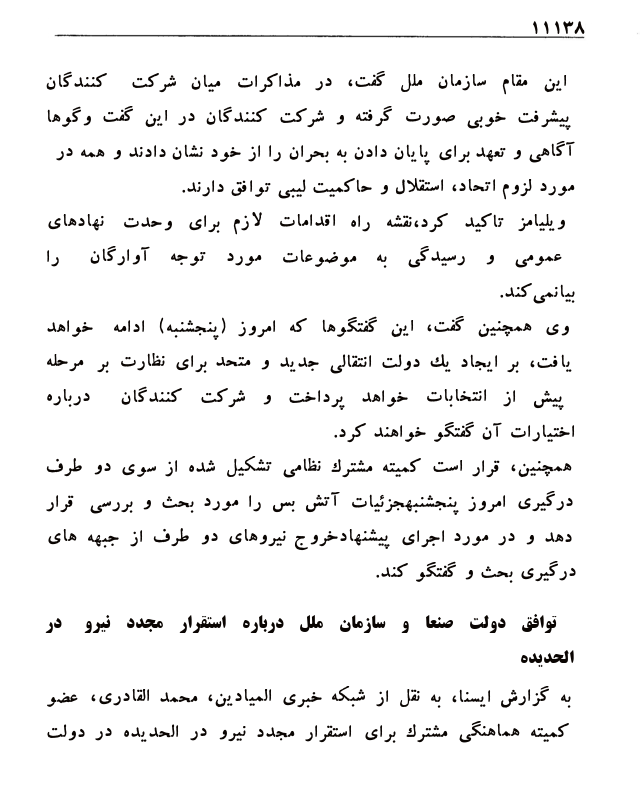 ۱۱۱۳۸
این مقام سازمان ملل گفت، در مذاکرات میان شرکت کنندگان
پیشرفت خوبی صورت گرفته و شرکت کنندگان در این گفت وگوها
آگاهی و تعهد برای پایان دادن به بحران را از خود نشان دادند و همه در
مورد لزوم اتحاد، استقلال و حاکمیت لیبی توافق دارند.
ویلیامز تاکید کرد،نقشه راه اقدامات لازم برای وحدت نهادهای
عمومی و رسیدگی به موضوعات مورد توجه آوارگان را
بیانمی‌کند.
وی همچنین گفت، این گفتگوها که امروز (پنجشنبه) ادامه خواهد
یافت، بر ایجاد یك دولت انتقالی جدید و متحد برای نظارت بر مرحله
پیش از انتخابات خواهد پرداخت و شرکت کنندگان درباره
اختیارات آن گفتگو خواهند کرد.
همچنین، قرار است کمیته مشترك نظامی تشکیل شده از سوی دو طرف
درگیری امروز پنجشنبهجزئیات آتش بس را مورد بحث و بررسی قرار
دهد و در مورد اجرای پیشنهادخروج نیروهای دو طرف از جبهه های
درگیری بحث و گفتگو کند.
توافق دولت صنعا و سازمان ملل درباره استقرار مجدد نیرو در
الحدیده
به گزارش ایسنا، به نقل از شبکه خبری المیادین، محمد القادری، عضو
کمیته هماهنگی مشترك برای استقرار مجدد نیرو در الحدیده در دولت